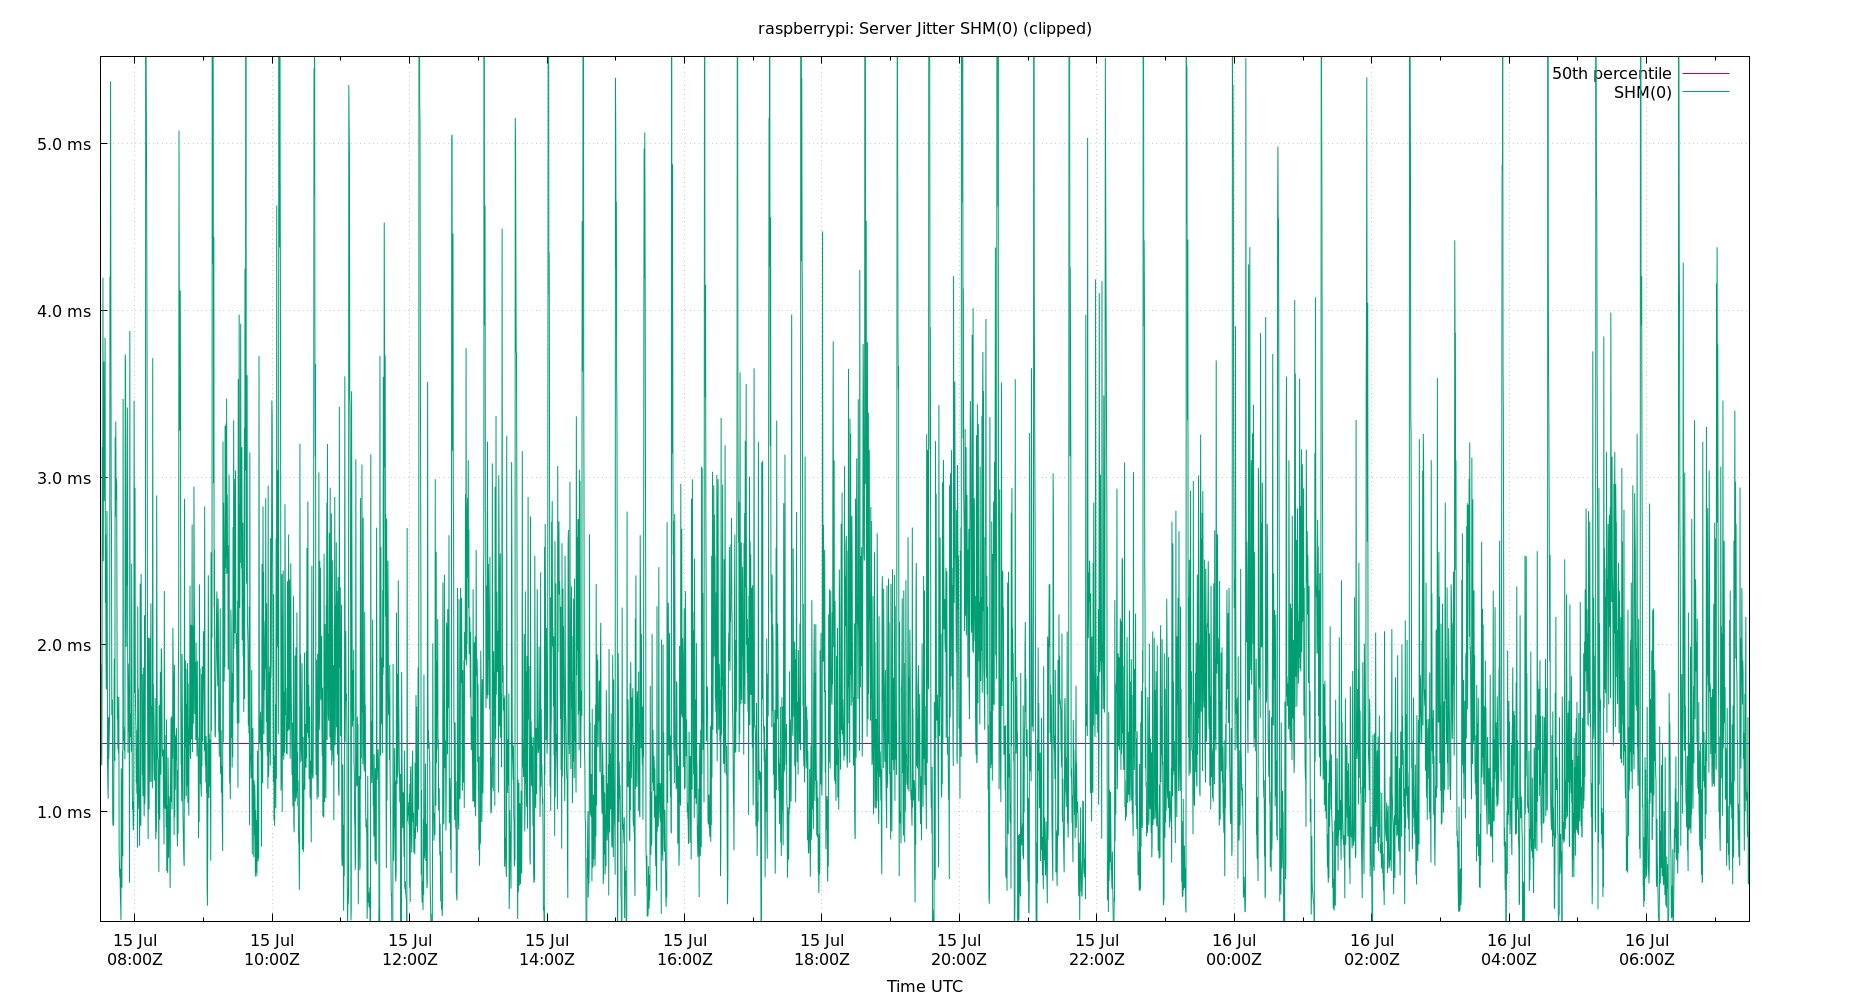 raspberrypi: Server Jitter SHM(0) (clipped)
50th percentile
SHM(0)
5.0 ms
4.0 ms
3.0 ms
2.0 ms
1.0 ms
15 Jul 15 Jul 15 Jul 15 Jul 15 Jul 15 Jul 15 Jul 15 Jul 16 Jul 16 Jul 16 Jul 16 Jul
08:00Z 10:00Z 12:00Z 14:00Z 16:00Z 18:00Z 20:00Z 22:00Z 00:00Z 02:00Z 04:00Z 06:00Z
Time UTC